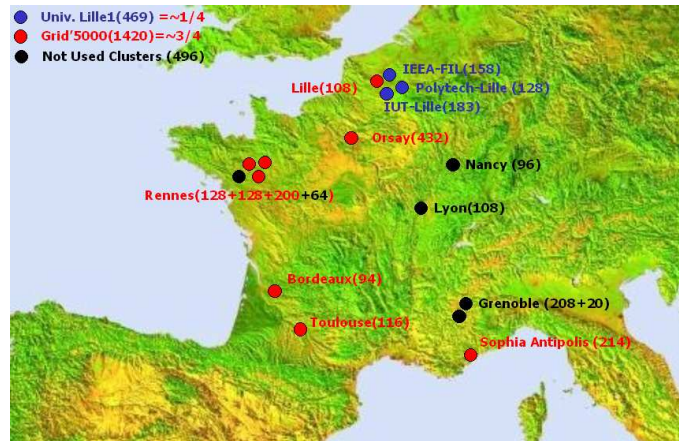 Univ. Lille1(469) =~1/4
Grid'5000(1420)=~3/4
Not Used Clusters (496)
IEEA-FIL(158)
Lille(108)
Polytech-Lille (128)
IUT-Lille(183)
Orsay(432)
Nancy (96)
Rennes(128+128+200+64)
Lyon(108)
Bordeaux(94)
Grenoble (208+20)
Toulouse(116)
Sophia Antipolis (214)